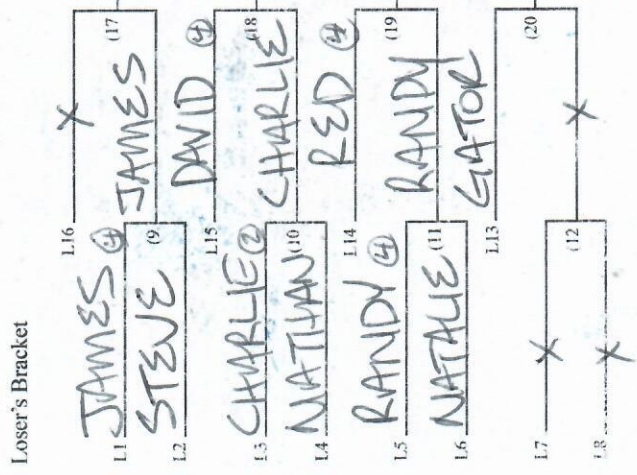 Loser's Bracket
L16 X
(17
L1 JAMES ④
JAMES
(9
STEVE
L2
DAVID ④
L15
(18
CHARLIE ②
L3
CHARLIE
NATHAN (10
L4
RED ④
L14
(19
RANDY ④
L5
RANDY
NATALIE (11
L6
GATOR
L13
(20
L7 X
X
(12
L8 X